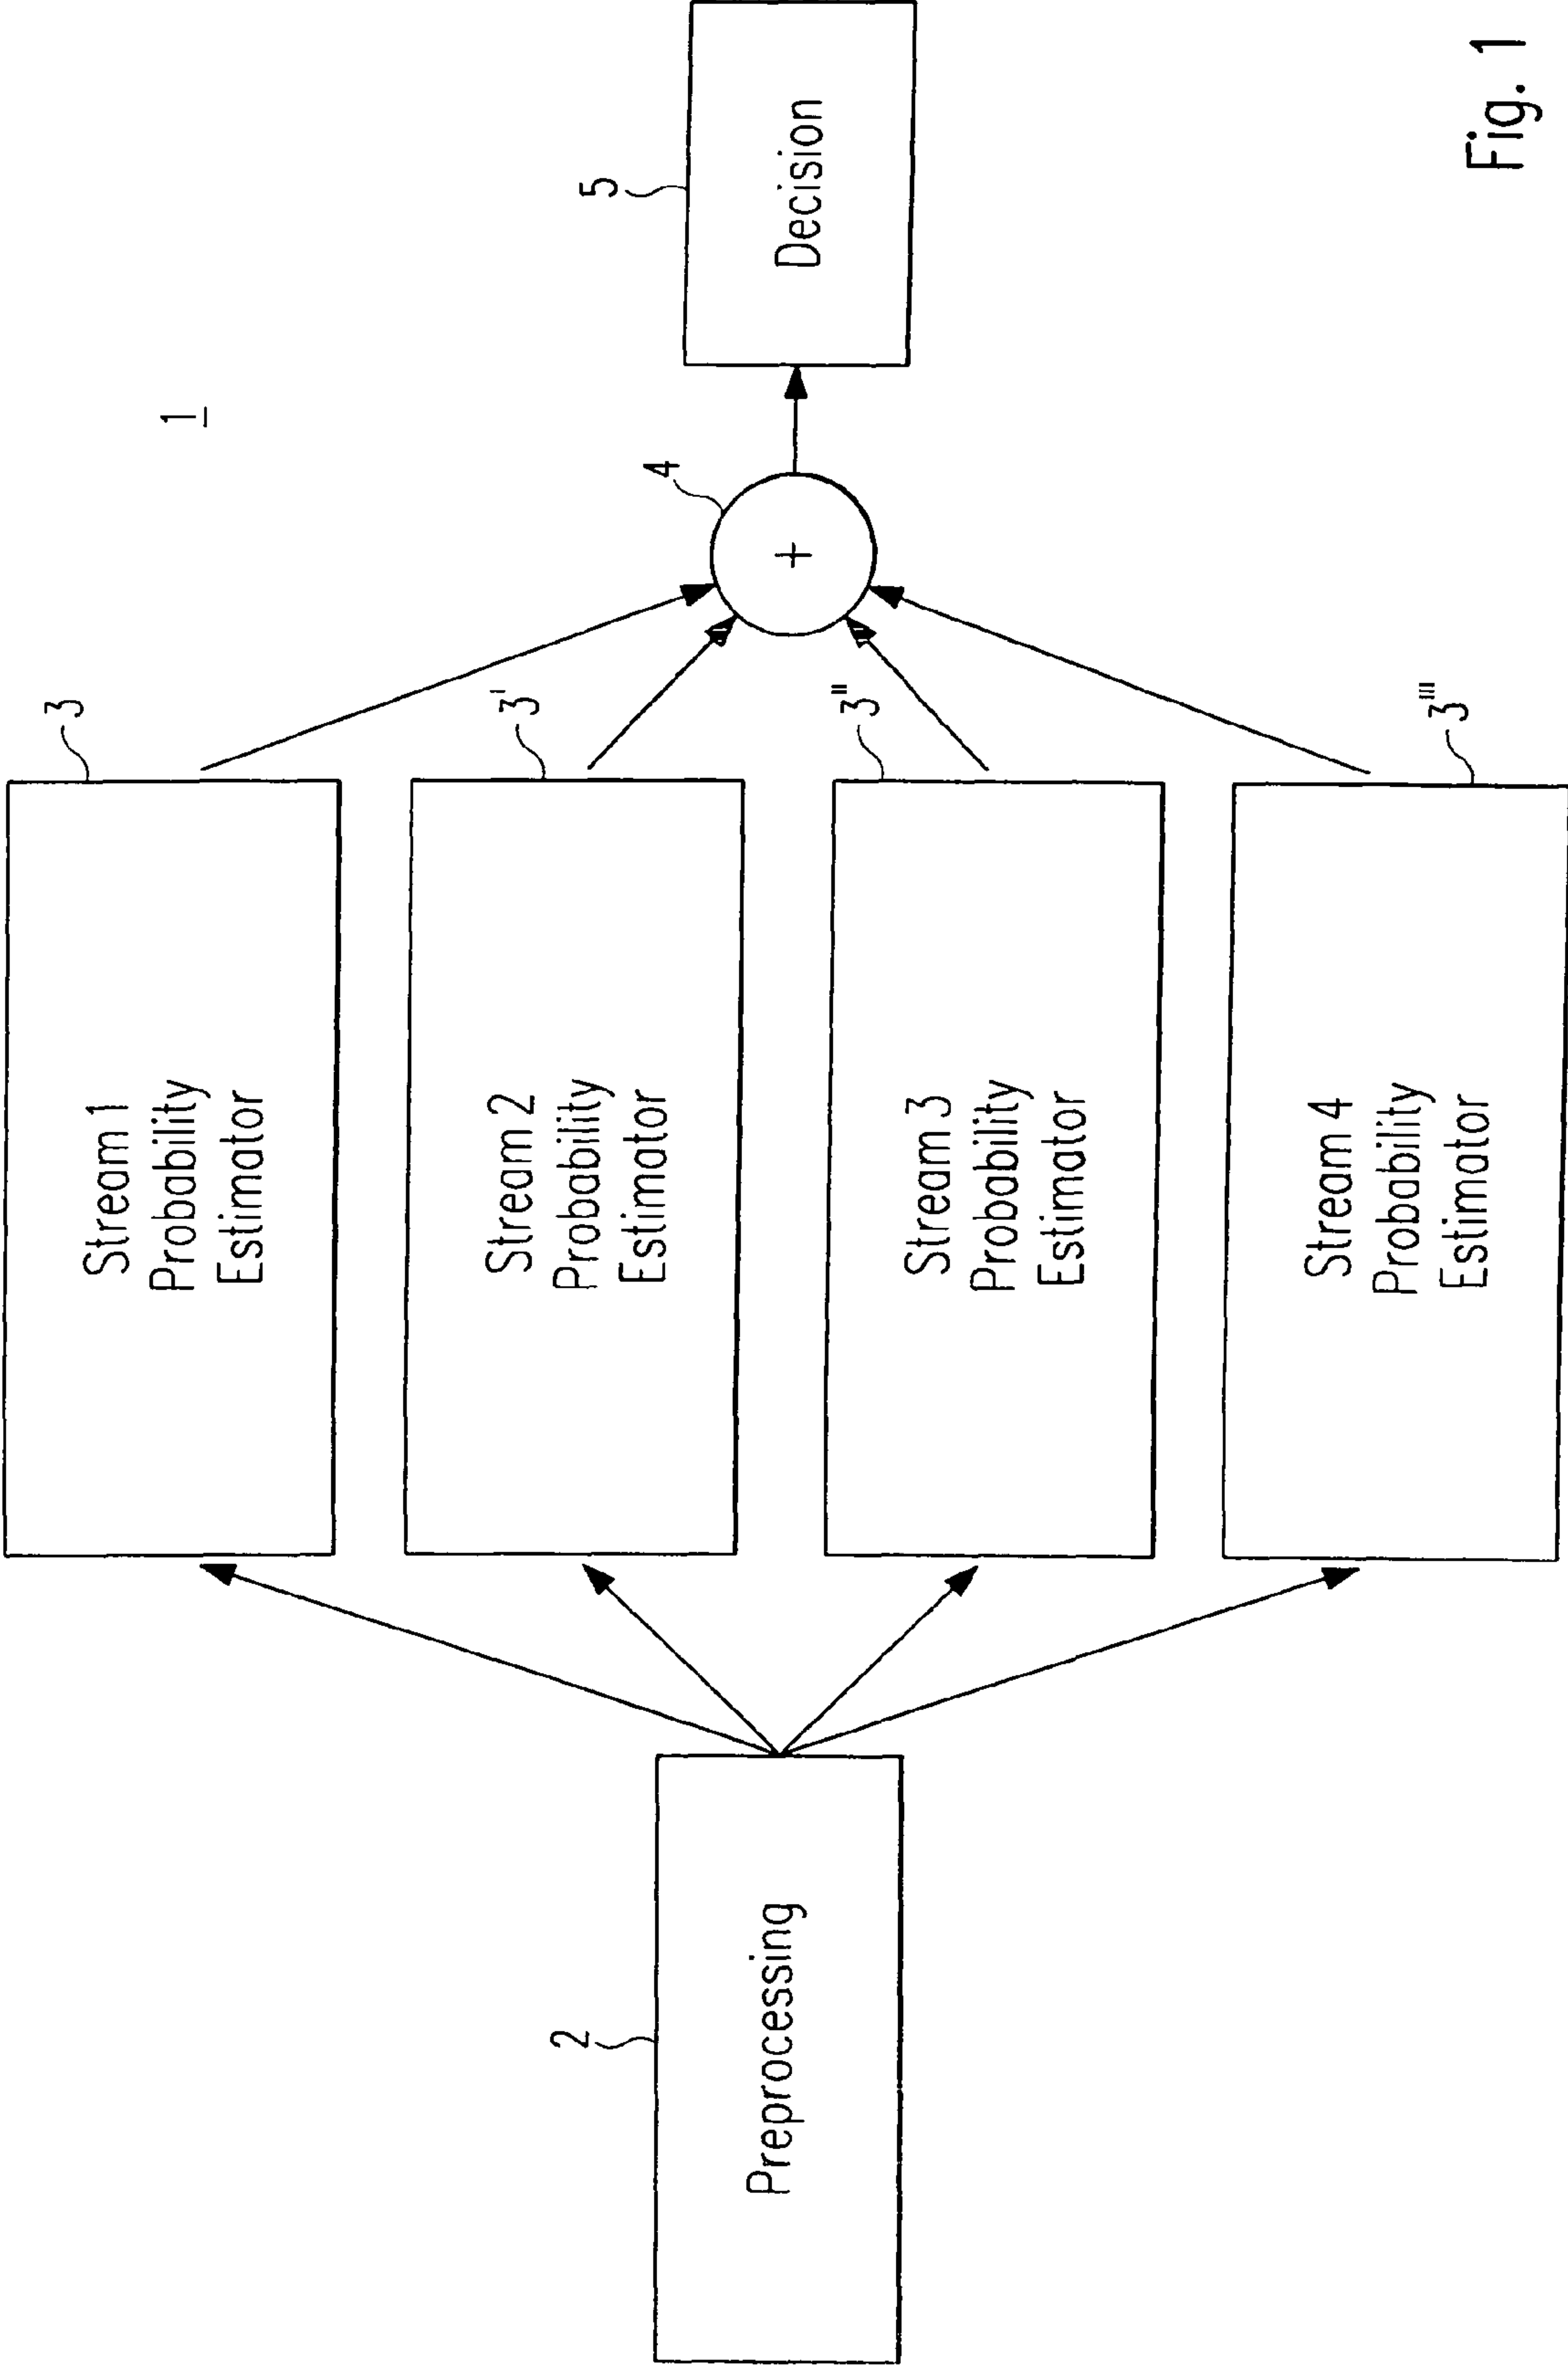 1
3
Stream 1
Probability
Estimator
3'
Stream 2
Probability
Estimator
2
Preprocessing
4
+
5
Decision
3''
Stream 3
Probability
Estimator
3'''
Stream 4
Probability
Estimator
Fig. 1